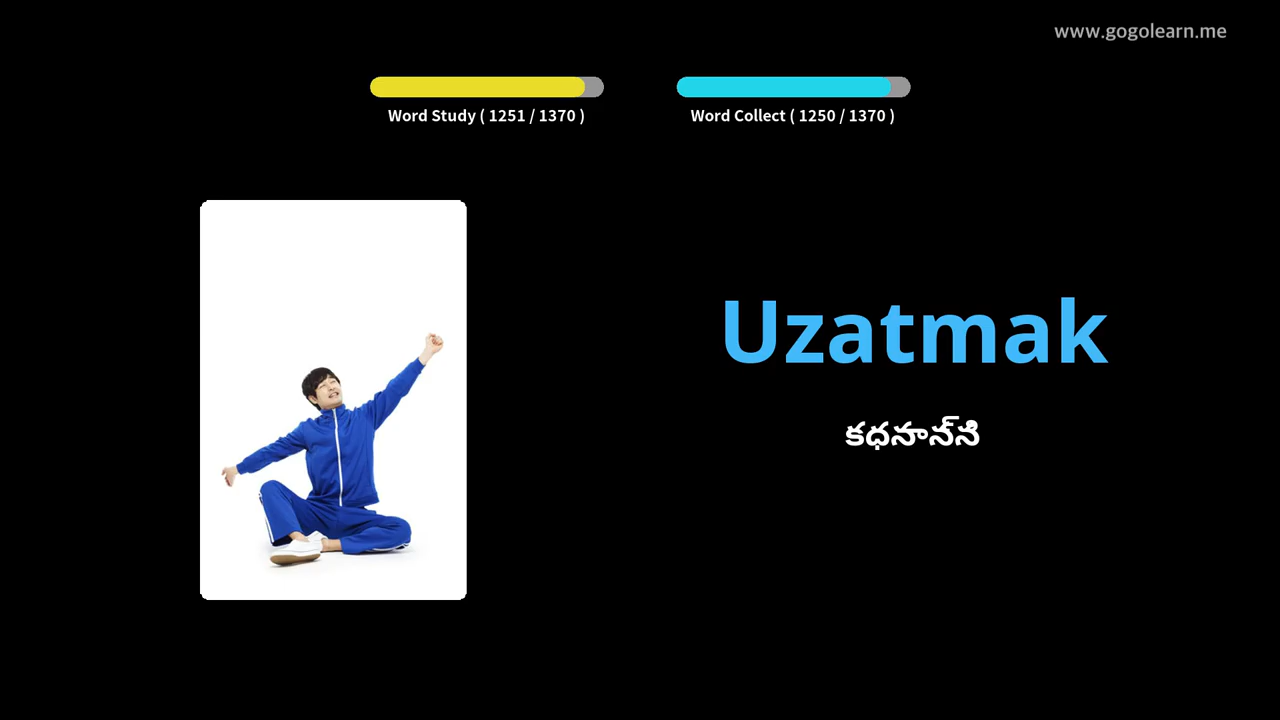 www.gogolearn.me
Word Study ( 1251 / 1370 )
Word Collect ( 1250 / 1370 )
Uzatmak
కధనాన్ని